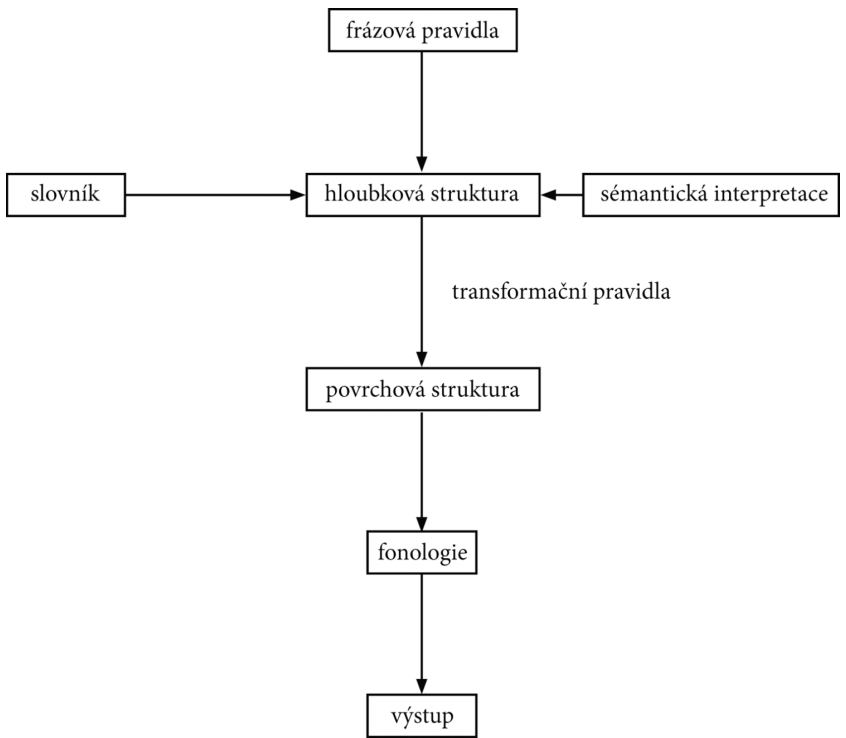 frázová pravidla
slovník
hloubková struktura
sémantická interpretace
transformační pravidla
povrchová struktura
fonologie
výstup